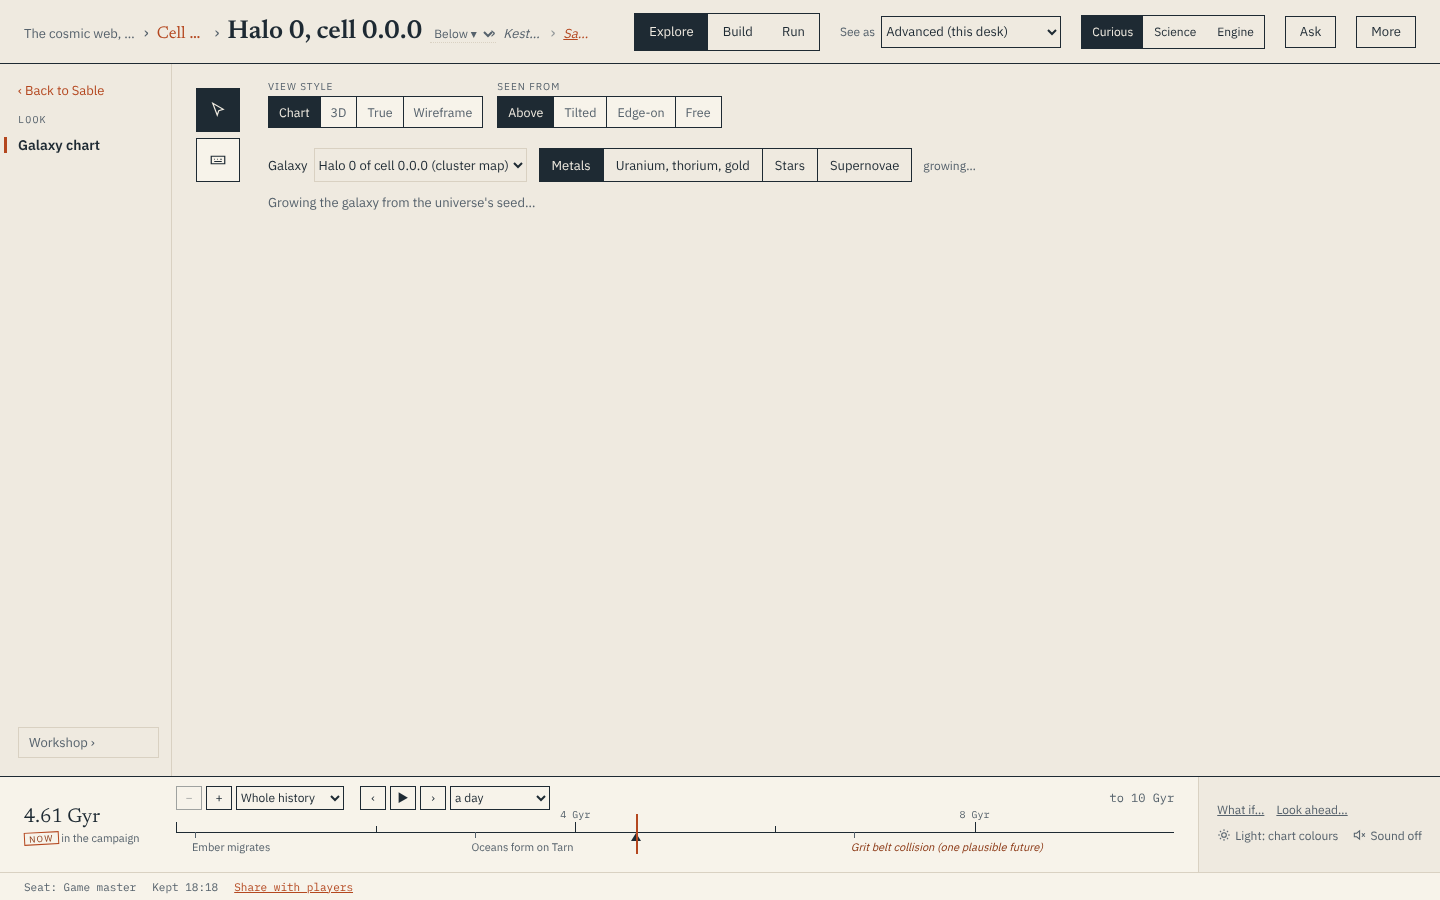 The cosmic web, ... › Cell ... › Halo 0, cell 0.0.0 Below ▾ › Kest... › Sa...
Explore Build Run See as Advanced (this desk) Curious Science Engine Ask More
‹ Back to Sable
LOOK
Galaxy chart
VIEW STYLE SEEN FROM
Chart 3D True Wireframe Above Tilted Edge-on Free
Galaxy Halo 0 of cell 0.0.0 (cluster map) Metals Uranium, thorium, gold Stars Supernovae growing...
Growing the galaxy from the universe's seed...
Workshop ›
− + Whole history ‹ ▶ › a day to 10 Gyr
4.61 Gyr
NOW in the campaign
4 Gyr 8 Gyr
Ember migrates Oceans form on Tarn Grit belt collision (one plausible future)
What if... Look ahead...
Light: chart colours Sound off
Seat: Game master Kept 18:18 Share with players